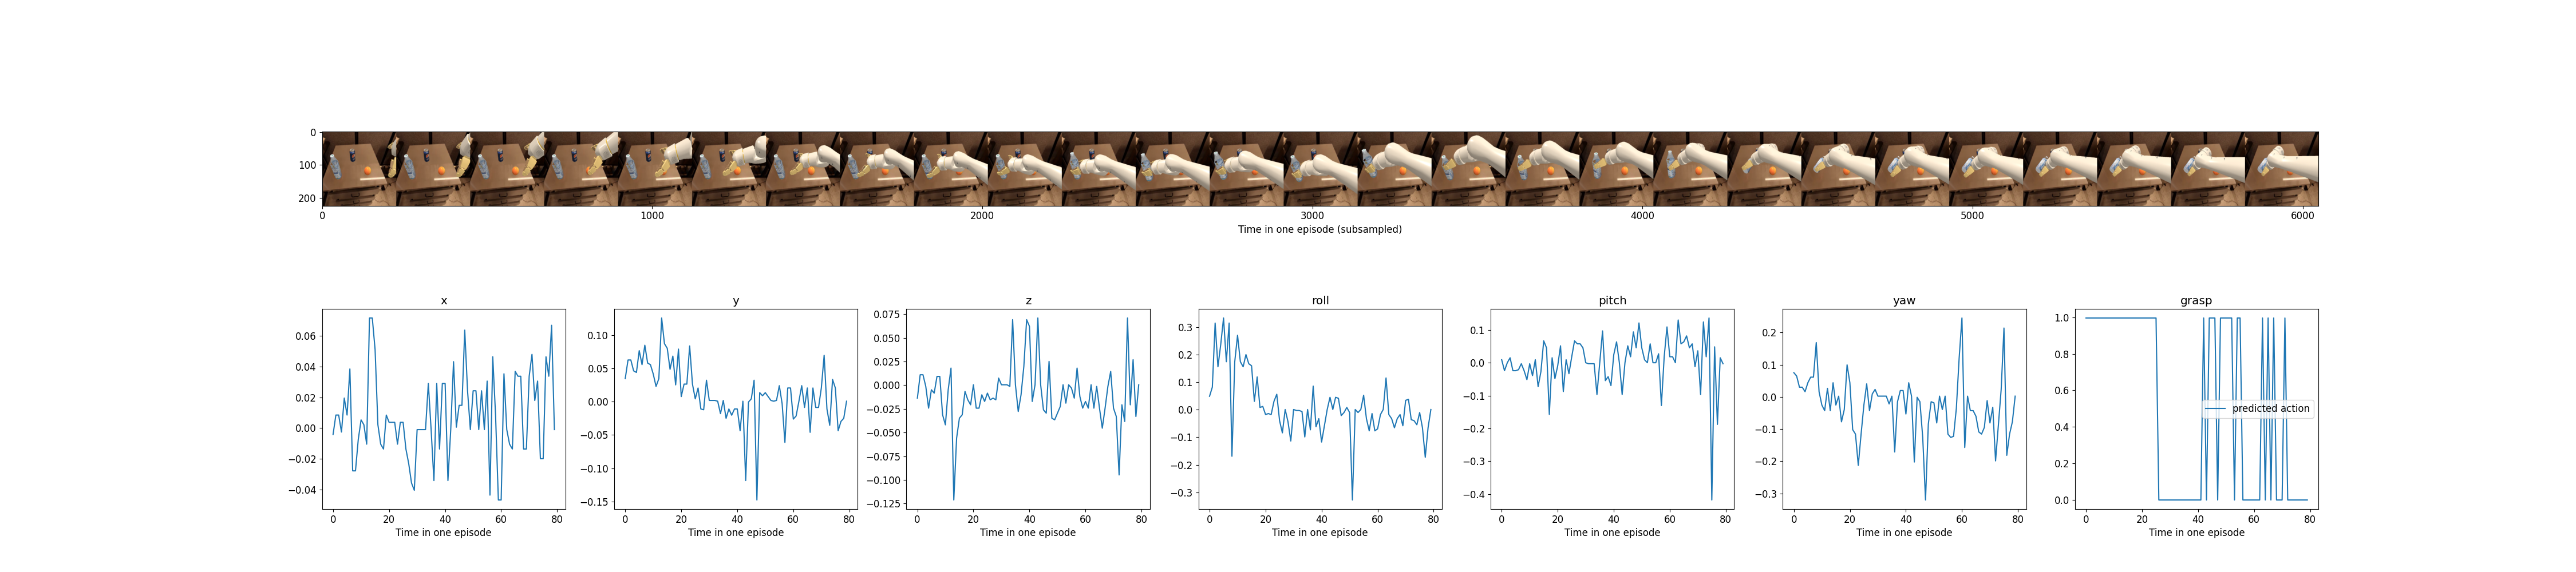 0
100
200
0 1000 2000 3000 4000 5000 6000
Time in one episode (subsampled)
x y z roll pitch yaw grasp
0.06
0.04
0.02
0.00
−0.02
−0.04
0 20 40 60 80
Time in one episode
0.10
0.05
0.00
−0.05
−0.10
−0.15
0 20 40 60 80
Time in one episode
0.075
0.050
0.025
0.000
−0.025
−0.050
−0.075
−0.100
−0.125
0 20 40 60 80
Time in one episode
0.3
0.2
0.1
0.0
−0.1
−0.2
−0.3
0 20 40 60 80
Time in one episode
0.1
0.0
−0.1
−0.2
−0.3
−0.4
0 20 40 60 80
Time in one episode
0.2
0.1
0.0
−0.1
−0.2
−0.3
0 20 40 60 80
Time in one episode
1.0
0.8
0.6
0.4
0.2
0.0
predicted action
0 20 40 60 80
Time in one episode